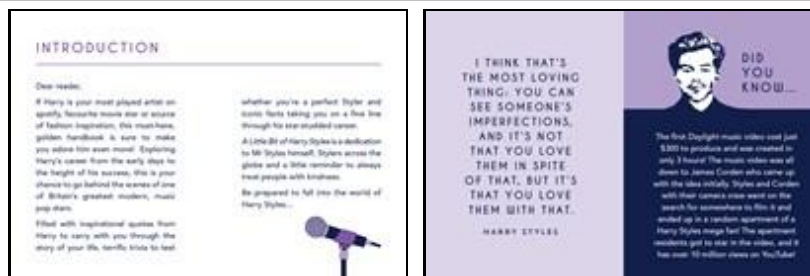 INTRODUCTION
Dear reader,
If Harry is your most played artist on
spotify, favourite movie star or source
of fashion inspiration, this must-have,
golden handbook is sure to make
you adore him even more! Exploring
Harry's career from the early days to
the height of his success, this is your
chance to go behind the scenes of one
of Britain's greatest modern, music
pop stars.
Filled with inspirational quotes from
Harry to carry with you through the
story of your life, terrific trivia to test
whether you're a perfect Styler and
iconic facts taking you on a fine line
through his star-studded career.
A Little Bit of Harry Styles is a dedication
to Mr Styles himself, Stylers across the
globe and a little reminder to always
treat people with kindness.
Be prepared to fall into the world of
Harry Styles...
I THINK THAT'S
THE MOST LOVING
THING: YOU CAN
SEE SOMEONE'S
IMPERFECTIONS,
AND IT'S NOT
THAT YOU LOVE
THEM IN SPITE
OF THAT, BUT IT'S
THAT YOU LOVE
THEM WITH THAT.
HARRY STYLES
DID
YOU
KNOW...
The first Daylight music video cost just
$300 to produce and was created in
only 3 hours! The music video was all
down to James Corden who came up
with the idea initially. Styles and Corden
with their camera crew went on the
search for somewhere to film it and
ended up in a random apartment of a
Harry Styles mega fan! The apartment
residents got to star in the video, and it
has over 10 million views on YouTube!